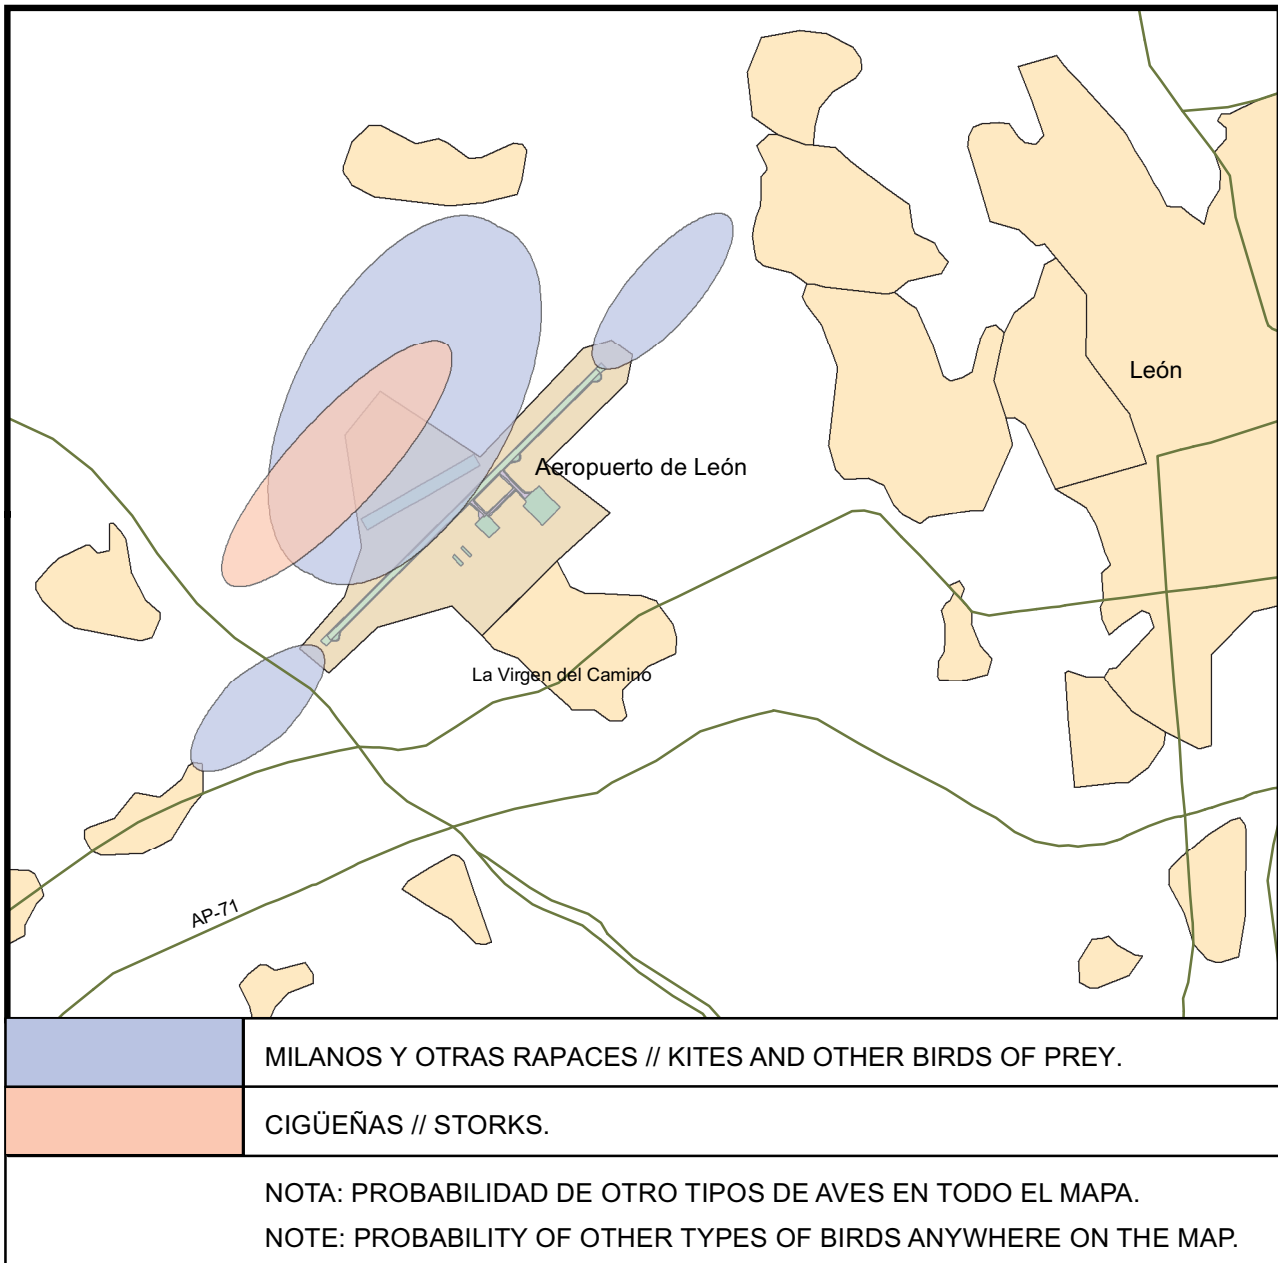 León
Aeropuerto de León
La Virgen del Camino
AP-71
MILANOS Y OTRAS RAPACES // KITES AND OTHER BIRDS OF PREY.
CIGÜEÑAS // STORKS.
NOTA: PROBABILIDAD DE OTRO TIPOS DE AVES EN TODO EL MAPA.
NOTE: PROBABILITY OF OTHER TYPES OF BIRDS ANYWHERE ON THE MAP.